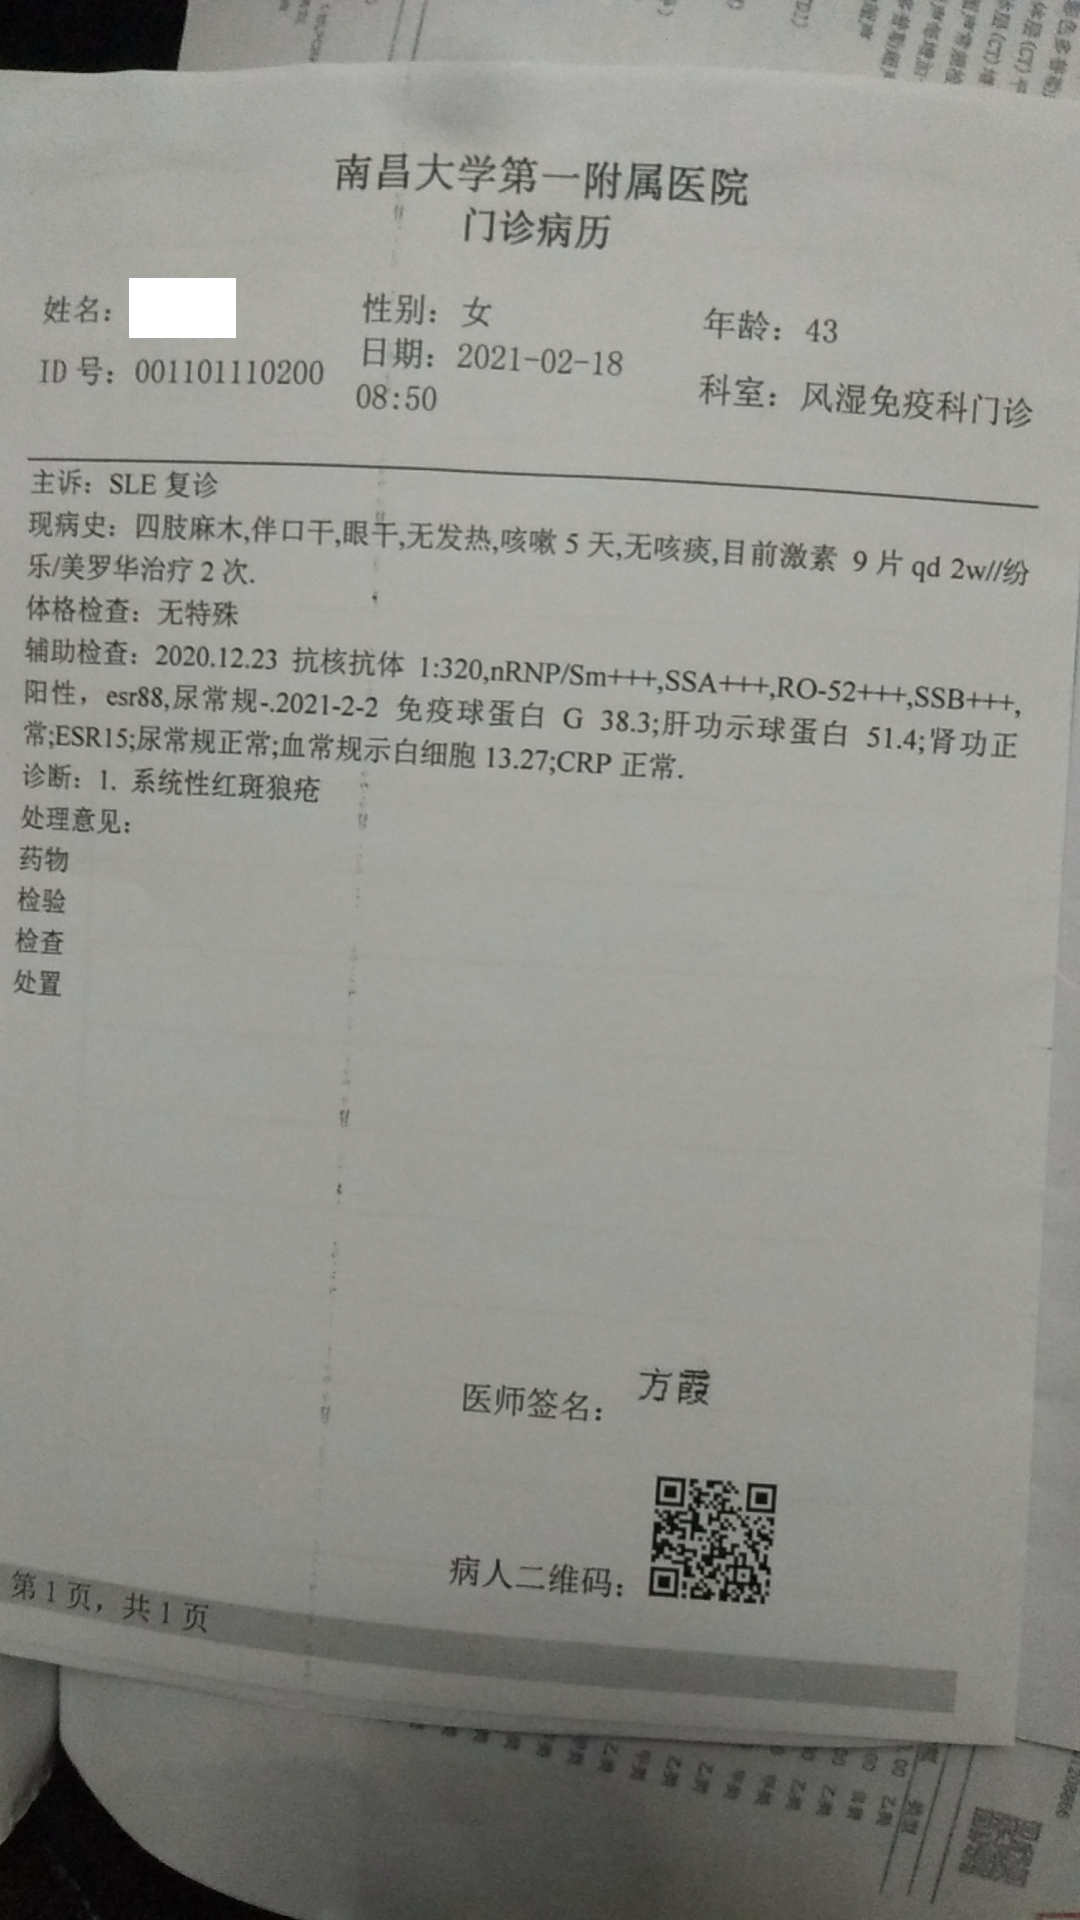 南昌大学第一附属医院
门诊病历
姓名:
性别: 女
年龄: 43
ID 号: 001101110200
日期: 2021-02-18
08:50
科室: 风湿免疫科门诊
主诉: SLE 复诊
现病史: 四肢麻木,伴口干,眼干,无发热,咳嗽 5 天,无咳痰,目前激素 9 片 qd 2w//纷
乐/美罗华治疗 2 次.
体格检查: 无特殊
辅助检查: 2020.12.23 抗核抗体 1:320,nRNP/Sm+++,SSA+++,RO-52+++,SSB+++,
阳性, esr88,尿常规-.2021-2-2 免疫球蛋白 G 38.3;肝功示球蛋白 51.4;肾功正
常;ESR15;尿常规正常;血常规示白细胞 13.27;CRP 正常.
诊断: 1. 系统性红斑狼疮
处理意见:
药物
检验
检查
处置
医师签名: 方霞
病人二维码:
第 1 页, 共 1 页